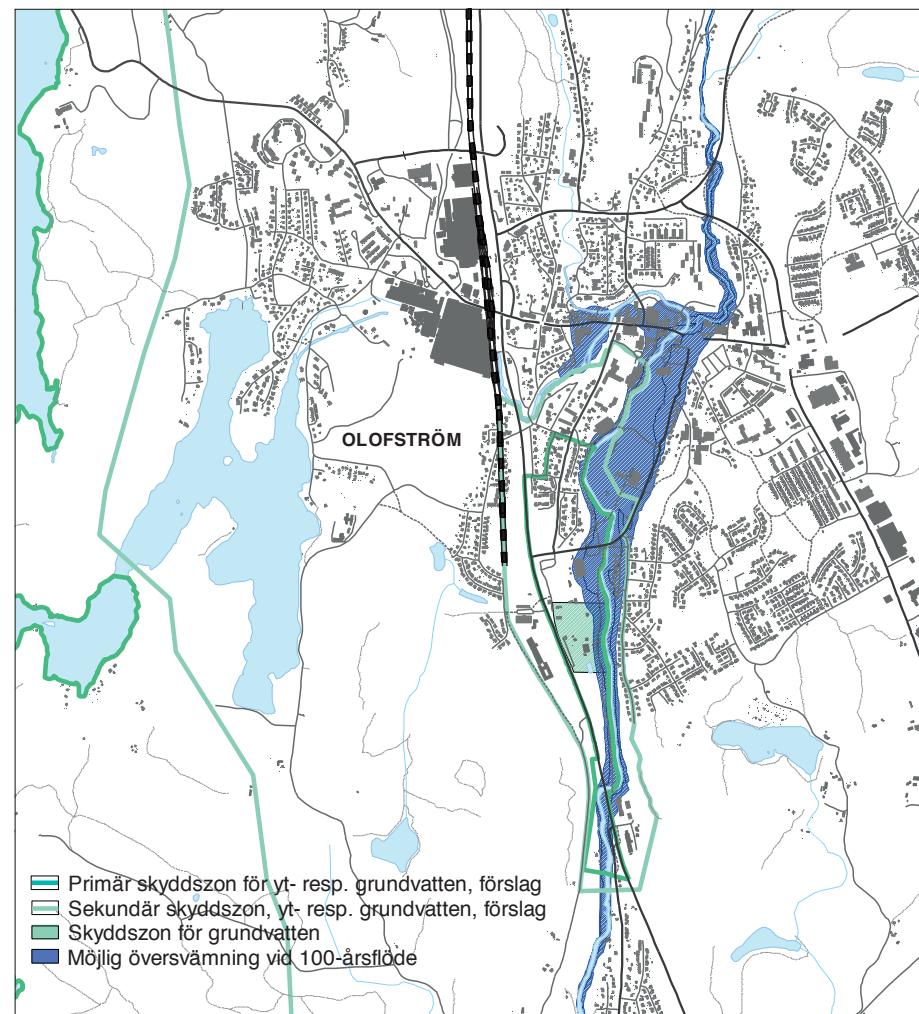 OLOFSTRÖM
Primär skyddszon för yt- resp. grundvatten, förslag
Sekundär skyddszon, yt- resp. grundvatten, förslag
Skyddszon för grundvatten
Möjlig översvämning vid 100-årsflöde